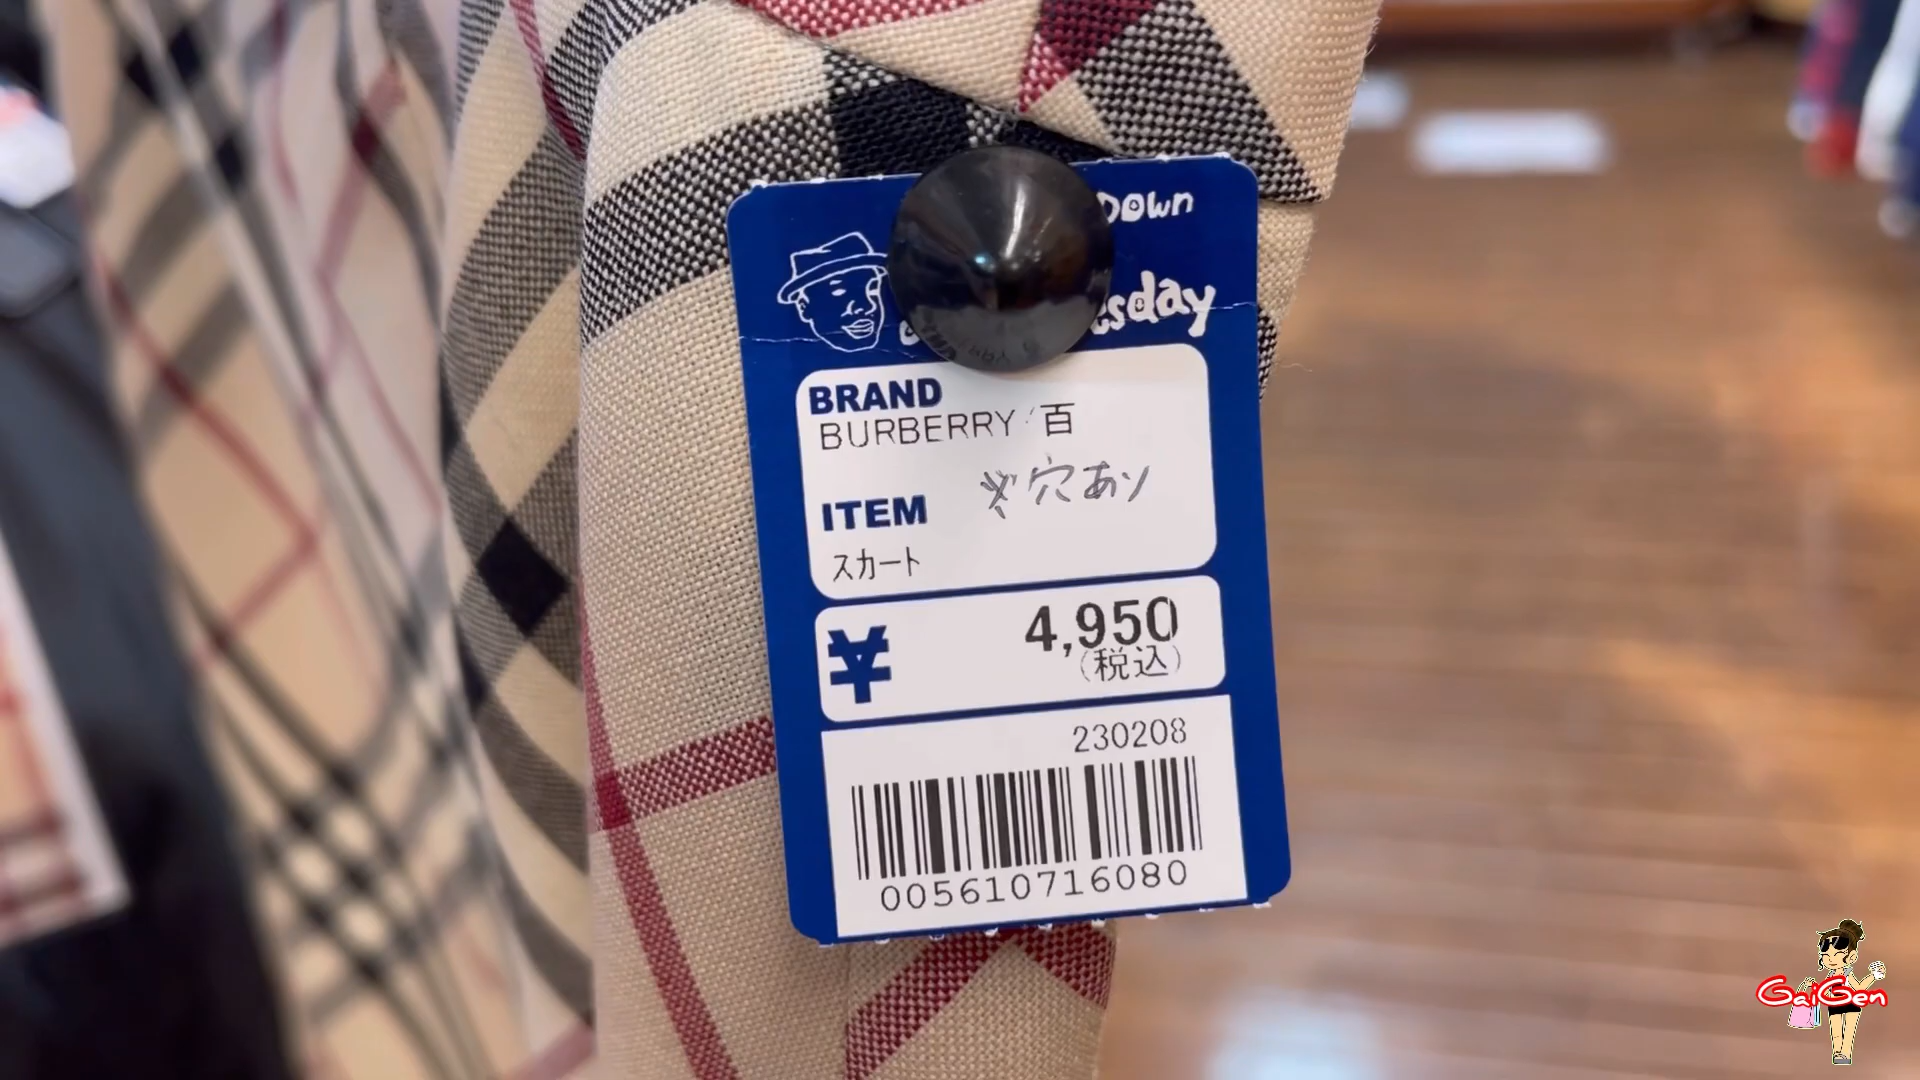 Down
BRAND
BURBERRY/百
※穴あり
ITEM
スカート
¥ 4,950
(税込)
230208
005610716080
GaiGen